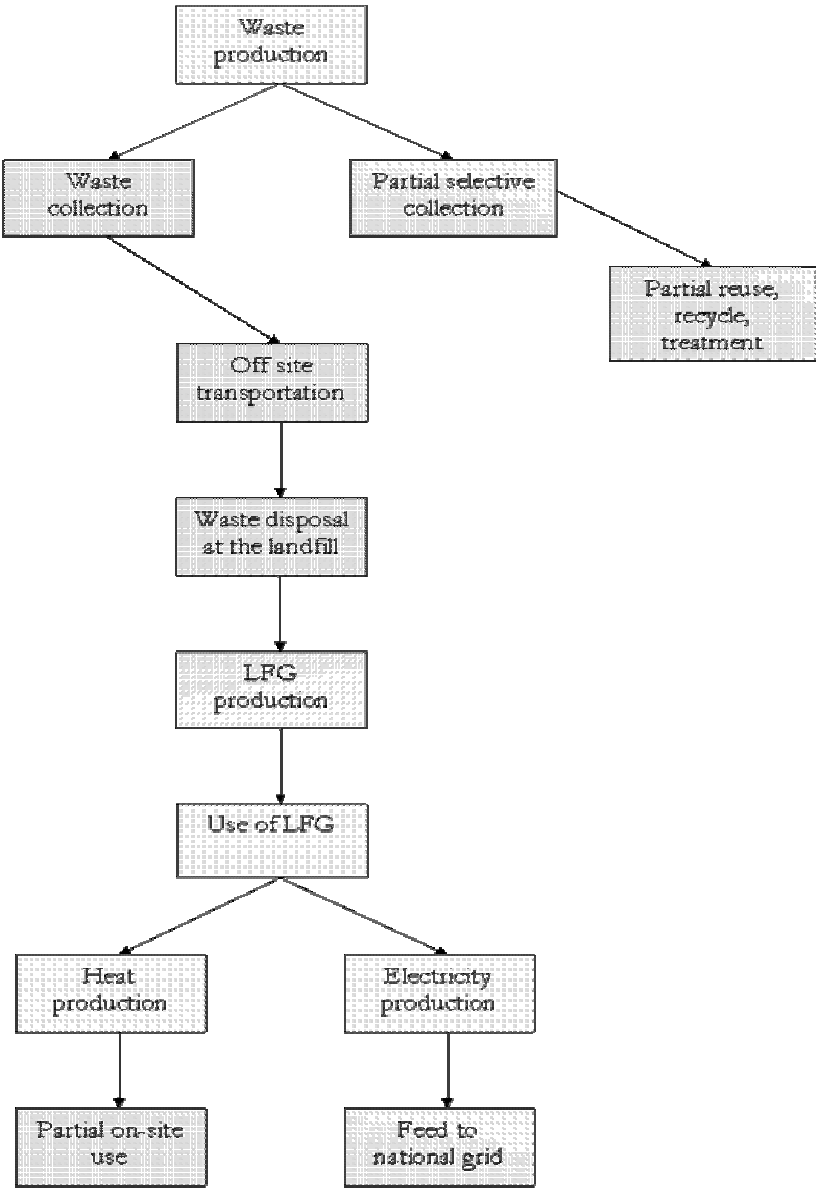 Waste
production
Waste
collection
Partial selective
collection
Partial reuse,
recycle,
treatment
Off site
transportation
Waste disposal
at the landfill
LFG
production
Use of LFG
Heat
production
Electricity
production
Partial on-site
use
Feed to
national grid